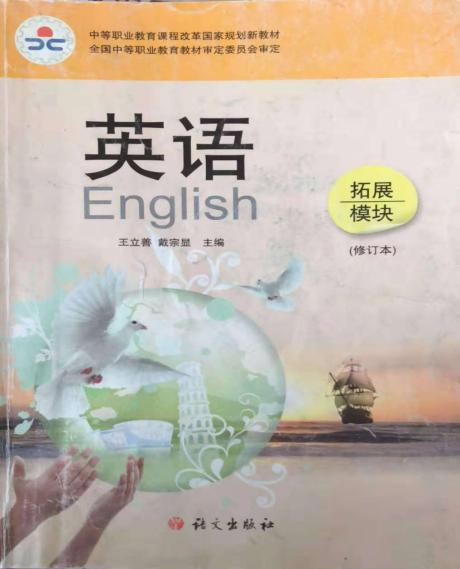 中等职业教育课程改革国家规划新教材
全国中等职业教育教材审定委员会审定
英语
English
拓展
模块
(修订本)
王立善 戴宗显 主编
语文出版社